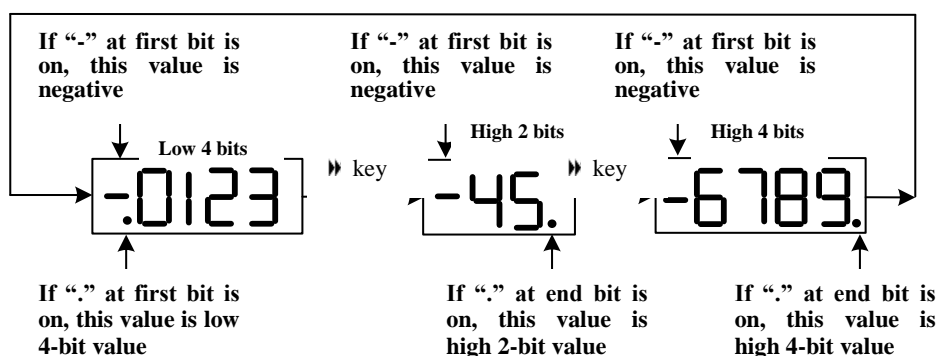 If “-” at first bit is
on, this value is
negative
If “-” at first bit is
on, this value is
negative
If “-” at first bit is
on, this value is
negative
Low 4 bits
High 2 bits
High 4 bits
-.0123
key
-45.
key
-6789.
If “.” at first bit is
on, this value is low
4-bit value
If “.” at end bit is
on, this value is
high 2-bit value
If “.” at end bit is
on, this value is
high 4-bit value